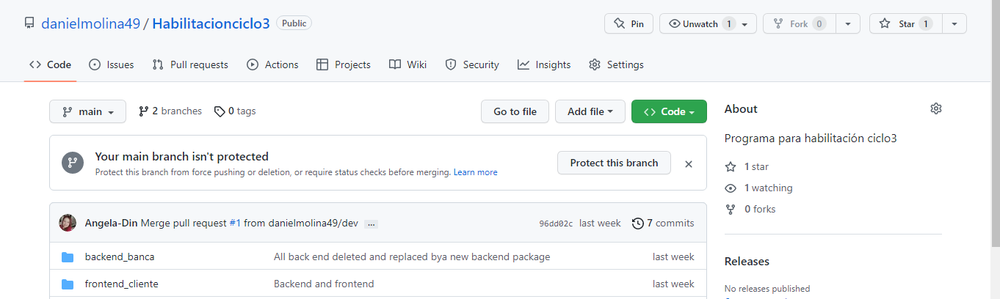 danielmolina49 / Habilitacionciclo3 Public Pin Unwatch 1 Fork 0 Star 1
Code Issues Pull requests Actions Projects Wiki Security Insights Settings
main 2 branches 0 tags Go to file Add file Code
Your main branch isn't protected
Protect this branch from force pushing or deletion, or require status checks before merging. Learn more
Protect this branch
Angela-Din Merge pull request #1 from danielmolina49/dev ... 96dd02c last week 7 commits
backend_banca All back end deleted and replaced bya new backend package last week
frontend_cliente Backend and frontend last week
About
Programa para habilitación ciclo3
1 star
1 watching
0 forks
Releases
No releases published